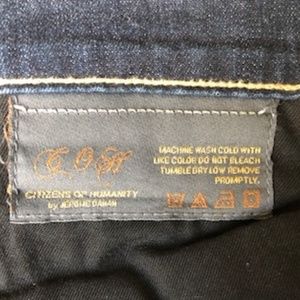 C O H
CITIZENS OF HUMANITY
by JEROME DAHAN
MACHINE WASH COLD WITH
LIKE COLOR DO NOT BLEACH
TUMBLE DRY LOW REMOVE
PROMPTLY.